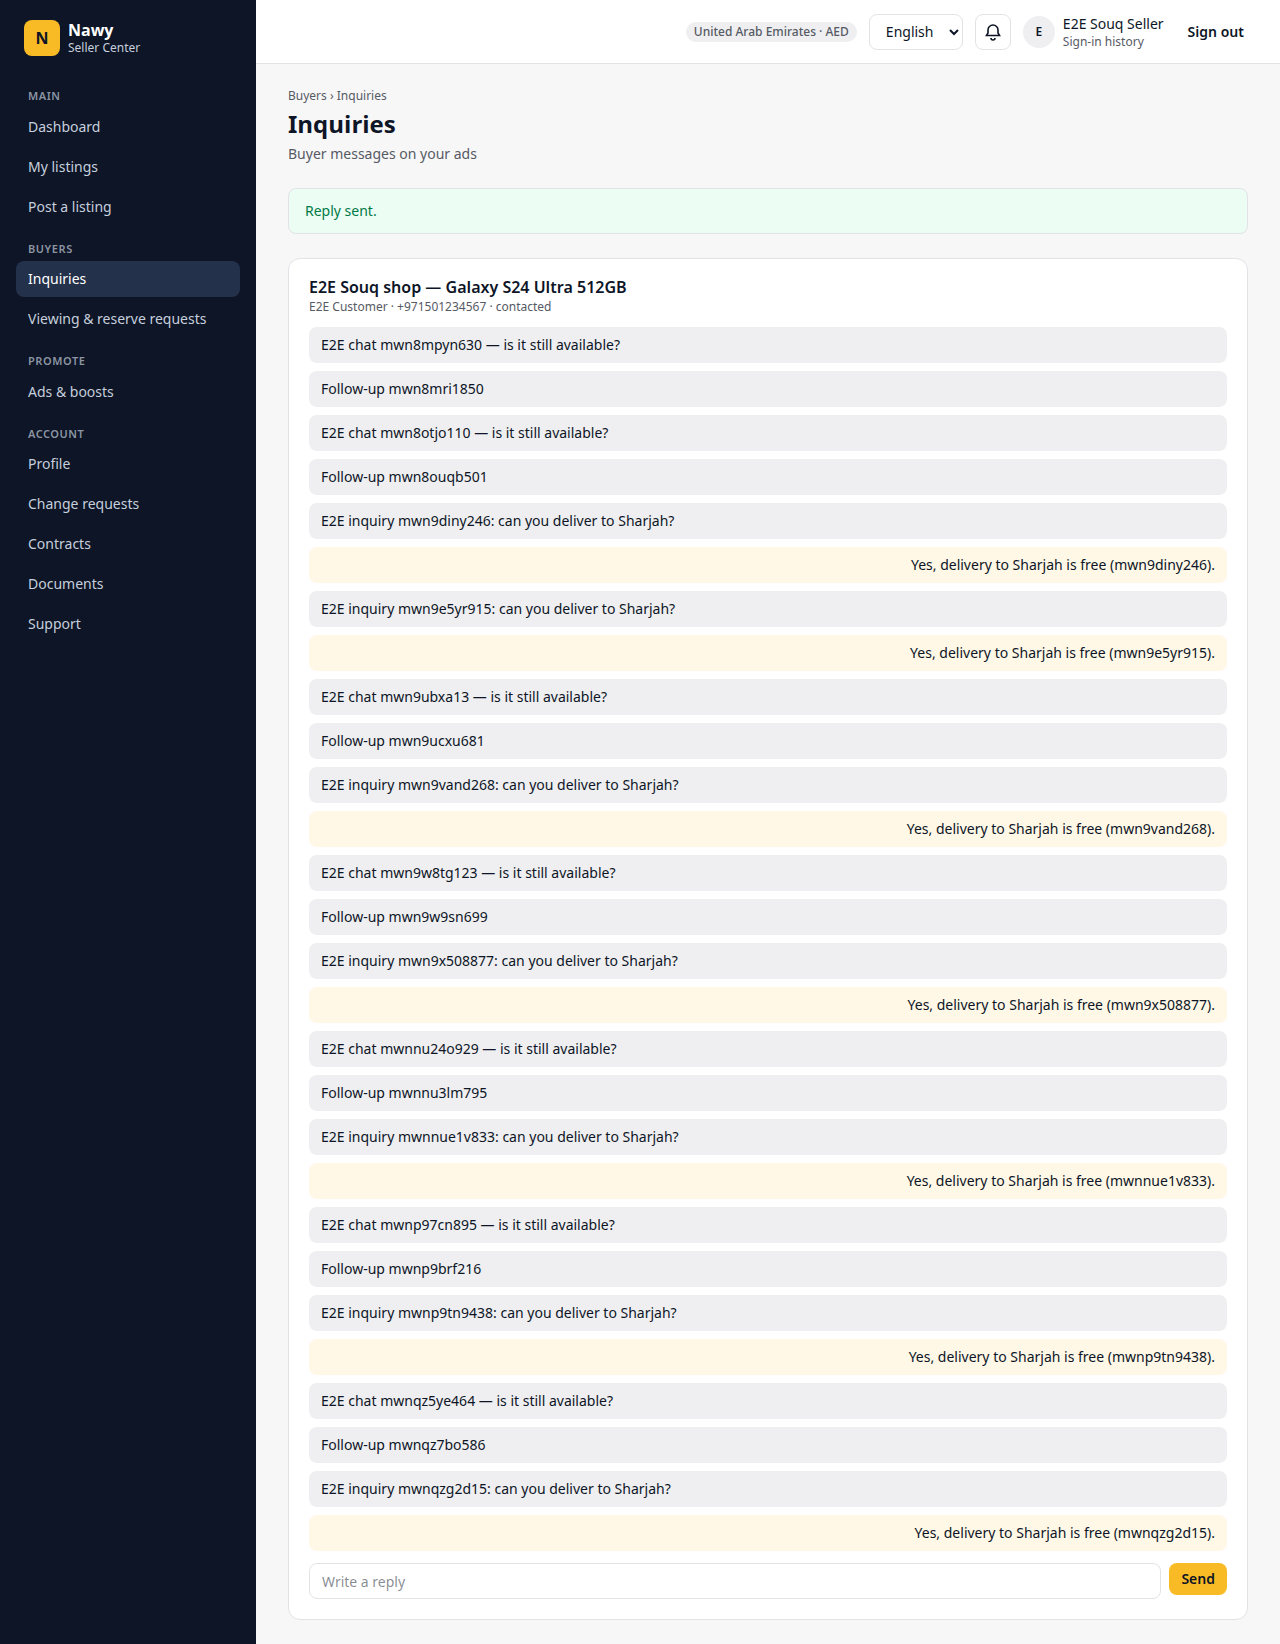 N
Nawy
Seller Center
MAIN
Dashboard
My listings
Post a listing
BUYERS
Inquiries
Viewing & reserve requests
PROMOTE
Ads & boosts
ACCOUNT
Profile
Change requests
Contracts
Documents
Support
United Arab Emirates · AED
English
E
E2E Souq Seller
Sign-in history
Sign out
Buyers › Inquiries
Inquiries
Buyer messages on your ads
Reply sent.
E2E Souq shop — Galaxy S24 Ultra 512GB
E2E Customer · +971501234567 · contacted
E2E chat mwn8mpyn630 — is it still available?
Follow-up mwn8mri1850
E2E chat mwn8otjo110 — is it still available?
Follow-up mwn8ouqb501
E2E inquiry mwn9diny246: can you deliver to Sharjah?
Yes, delivery to Sharjah is free (mwn9diny246).
E2E inquiry mwn9e5yr915: can you deliver to Sharjah?
Yes, delivery to Sharjah is free (mwn9e5yr915).
E2E chat mwn9ubxa13 — is it still available?
Follow-up mwn9ucxu681
E2E inquiry mwn9vand268: can you deliver to Sharjah?
Yes, delivery to Sharjah is free (mwn9vand268).
E2E chat mwn9w8tg123 — is it still available?
Follow-up mwn9w9sn699
E2E inquiry mwn9x508877: can you deliver to Sharjah?
Yes, delivery to Sharjah is free (mwn9x508877).
E2E chat mwnnu24o929 — is it still available?
Follow-up mwnnu3lm795
E2E inquiry mwnnue1v833: can you deliver to Sharjah?
Yes, delivery to Sharjah is free (mwnnue1v833).
E2E chat mwnp97cn895 — is it still available?
Follow-up mwnp9brf216
E2E inquiry mwnp9tn9438: can you deliver to Sharjah?
Yes, delivery to Sharjah is free (mwnp9tn9438).
E2E chat mwnqz5ye464 — is it still available?
Follow-up mwnqz7bo586
E2E inquiry mwnqzg2d15: can you deliver to Sharjah?
Yes, delivery to Sharjah is free (mwnqzg2d15).
Write a reply
Send